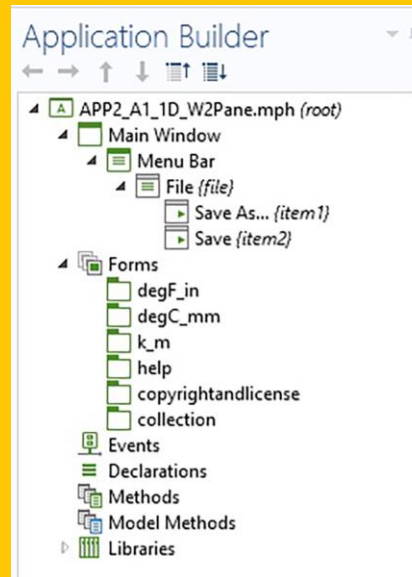 Application Builder
APP2_A1_1D_W2Pane.mph (root)
Main Window
Menu Bar
File {file}
Save As... {item1}
Save {item2}
Forms
degF_in
degC_mm
k_m
help
copyrightandlicense
collection
Events
Declarations
Methods
Model Methods
Libraries